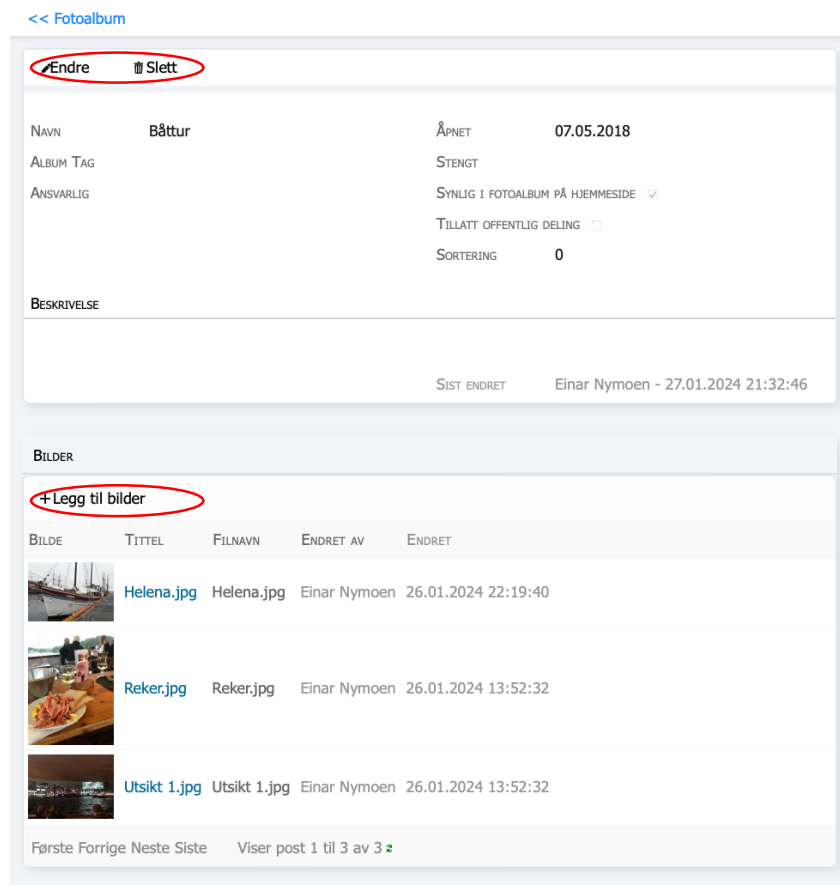 << Fotoalbum
Endre Slett
Navn Båttur Åpnet 07.05.2018
Album Tag Stengt
Ansvarlig Synlig i fotoalbum på hjemmeside
Tillatt offentlig deling
Sortering 0
Beskrivelse
Sist endret Einar Nymoen - 27.01.2024 21:32:46
Bilder
+Legg til bilder
Bilde Tittel Filnavn Endret av Endret
Helena.jpg Helena.jpg Einar Nymoen 26.01.2024 22:19:40
Reker.jpg Reker.jpg Einar Nymoen 26.01.2024 13:52:32
Utsikt 1.jpg Utsikt 1.jpg Einar Nymoen 26.01.2024 13:52:32
Første Forrige Neste Siste Viser post 1 til 3 av 3